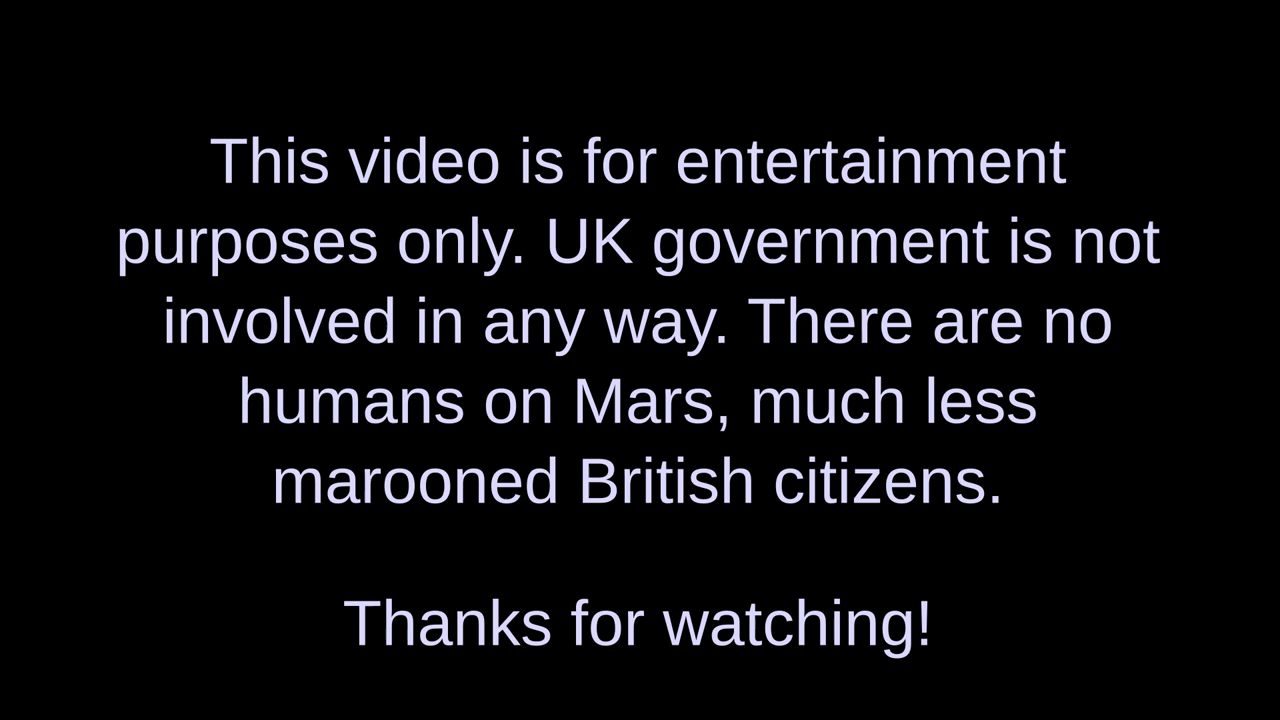 This video is for entertainment
purposes only. UK government is not
involved in any way. There are no
humans on Mars, much less
marooned British citizens.
Thanks for watching!